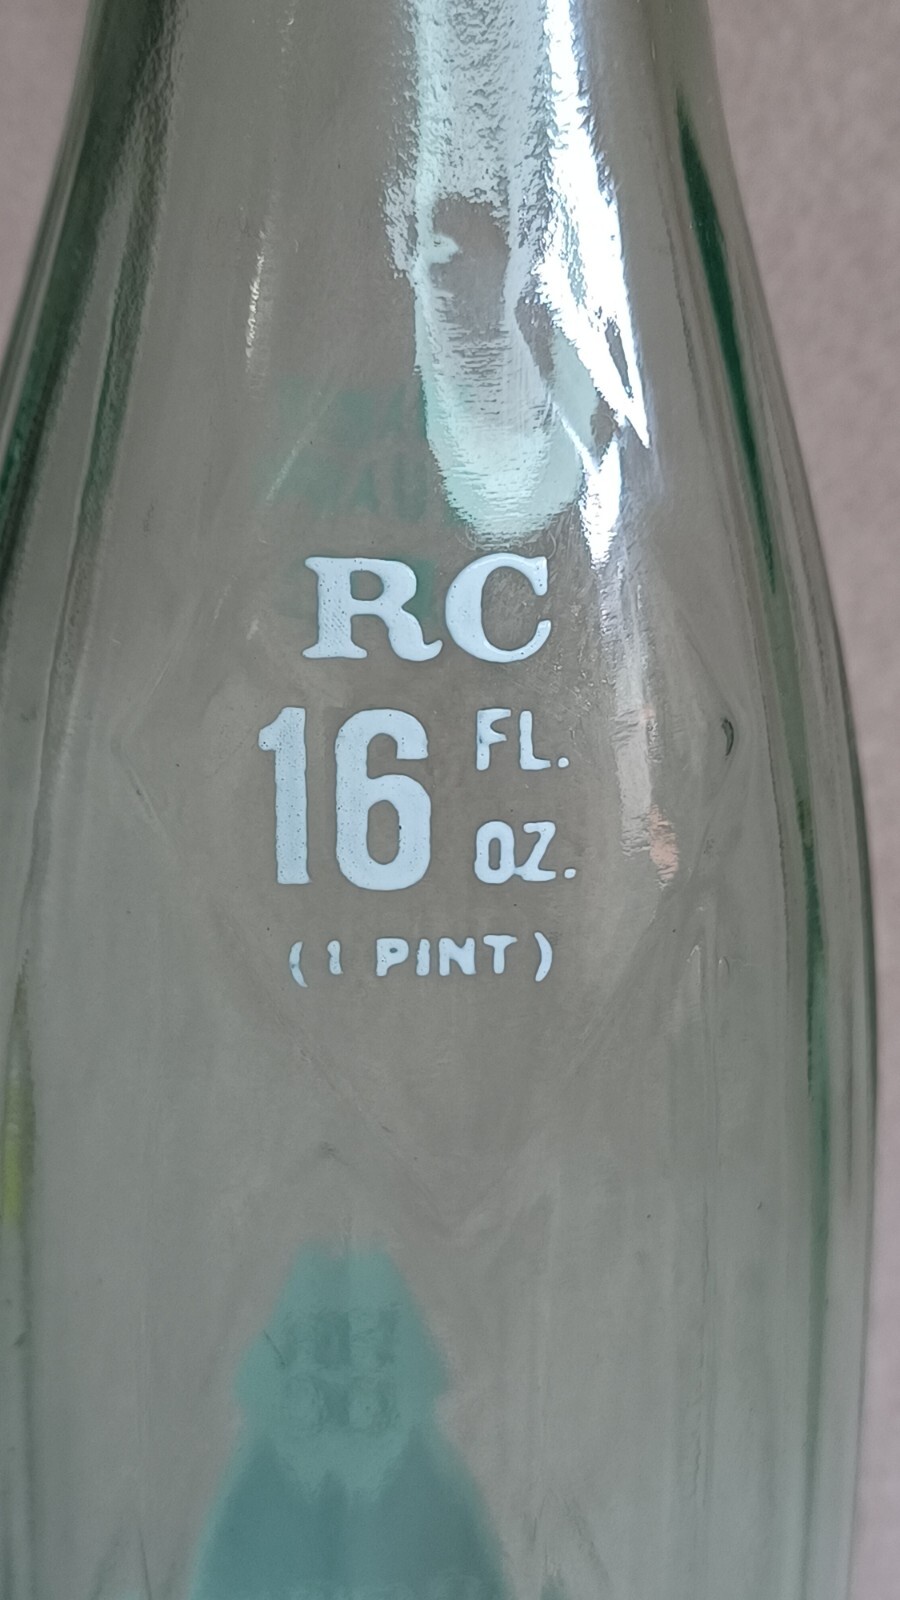 RC
16 FL. OZ.
(1 PINT)